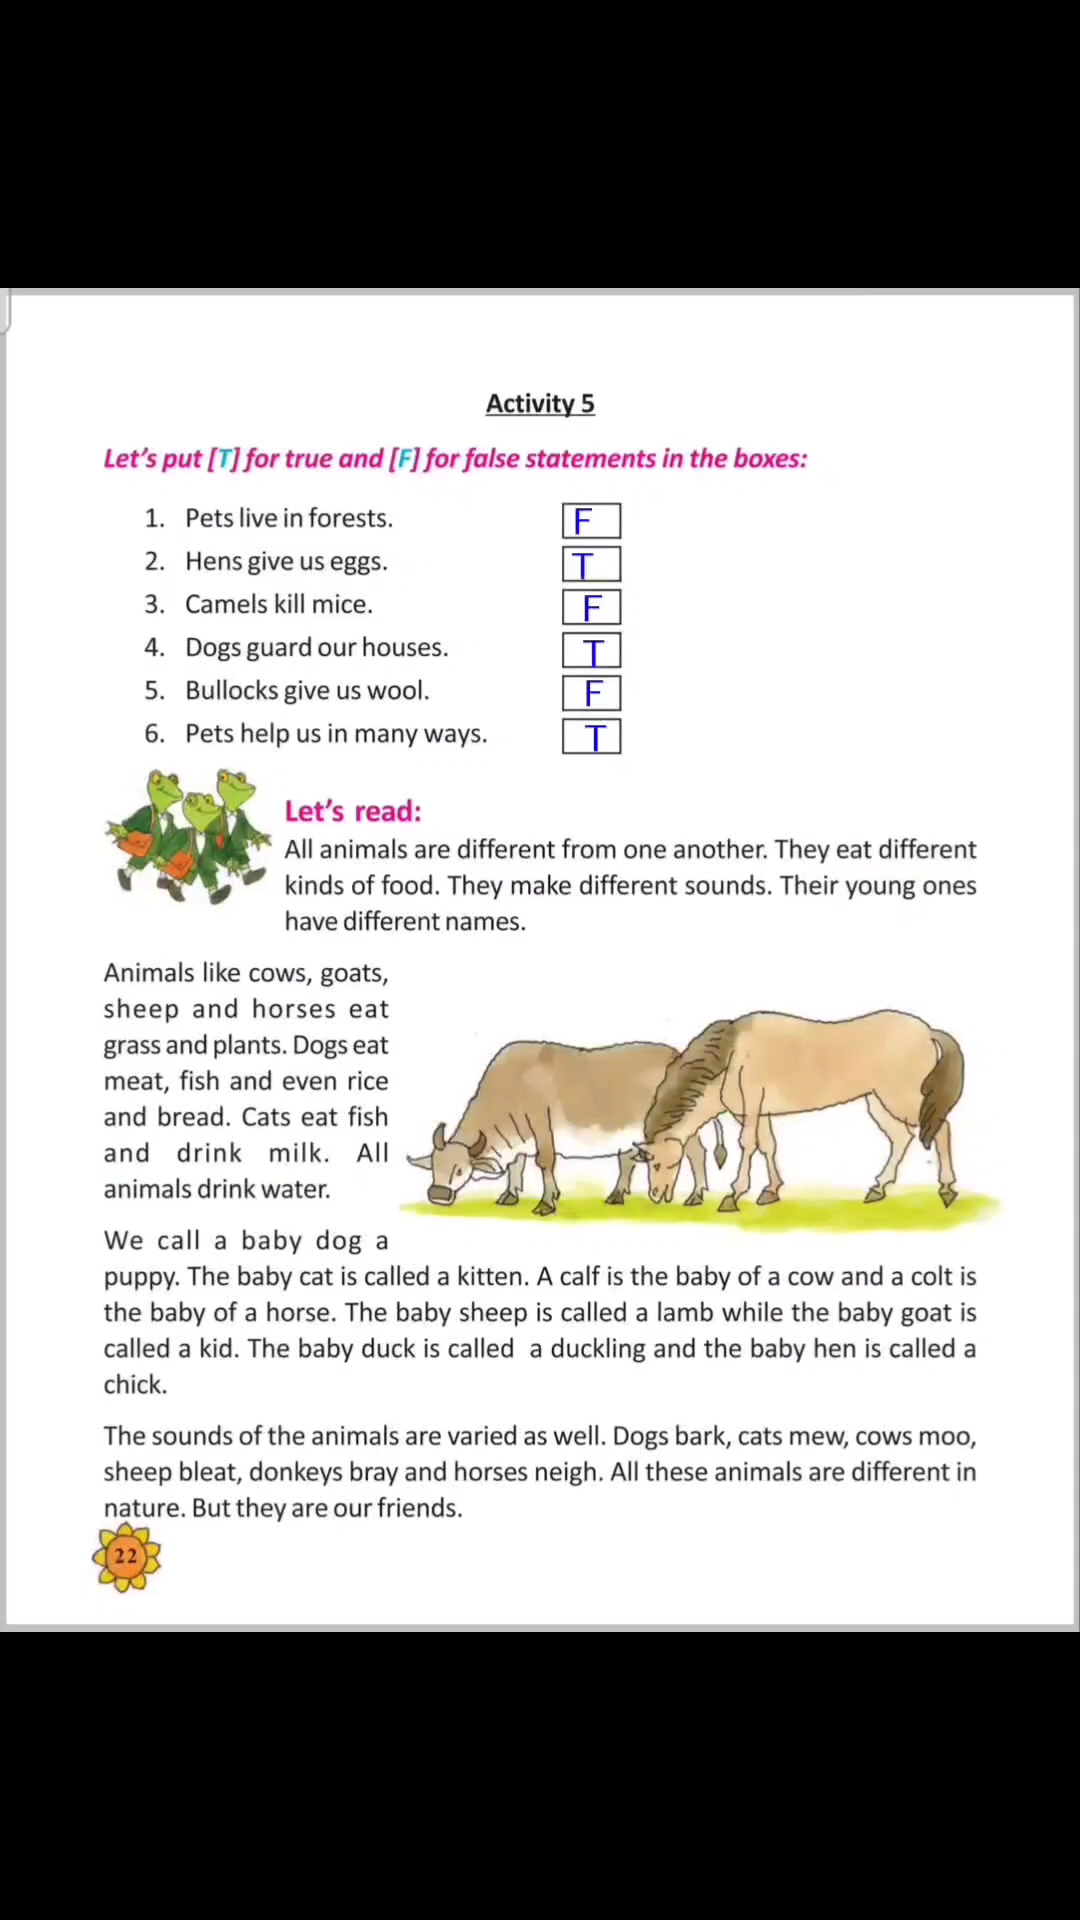 Activity 5
Let's put [T] for true and [F] for false statements in the boxes:
1. Pets live in forests. F
2. Hens give us eggs. T
3. Camels kill mice. F
4. Dogs guard our houses. T
5. Bullocks give us wool. F
6. Pets help us in many ways. T
Let's read:
All animals are different from one another. They eat different
kinds of food. They make different sounds. Their young ones
have different names.
Animals like cows, goats,
sheep and horses eat
grass and plants. Dogs eat
meat, fish and even rice
and bread. Cats eat fish
and drink milk. All
animals drink water.
We call a baby dog a
puppy. The baby cat is called a kitten. A calf is the baby of a cow and a colt is
the baby of a horse. The baby sheep is called a lamb while the baby goat is
called a kid. The baby duck is called a duckling and the baby hen is called a
chick.
The sounds of the animals are varied as well. Dogs bark, cats mew, cows moo,
sheep bleat, donkeys bray and horses neigh. All these animals are different in
nature. But they are our friends.
22